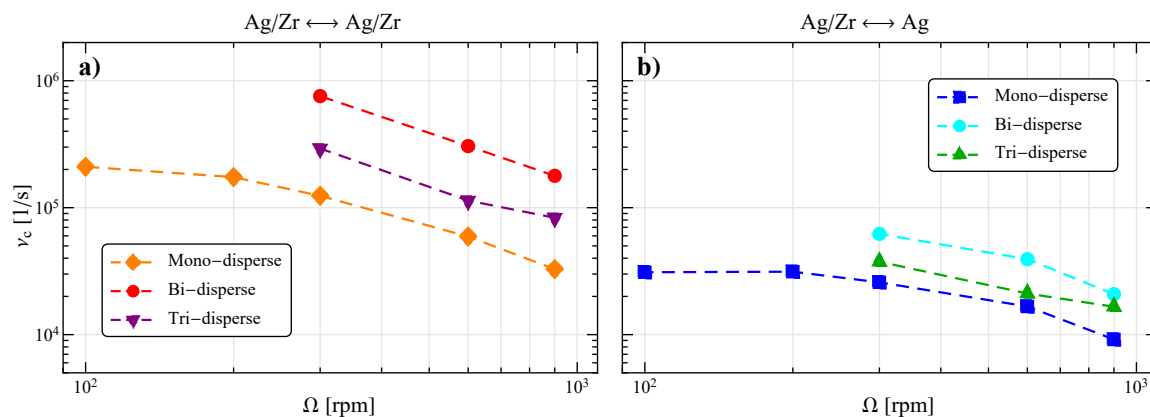 Ag/Zr ⟷ Ag/Zr
Ag/Zr ⟷ Ag
a)
b)
10⁶
10⁵
10⁴
ν_c [1/s]
Mono−disperse
Bi−disperse
Tri−disperse
Mono−disperse
Bi−disperse
Tri−disperse
10² 10³
10² 10³
Ω [rpm]
Ω [rpm]